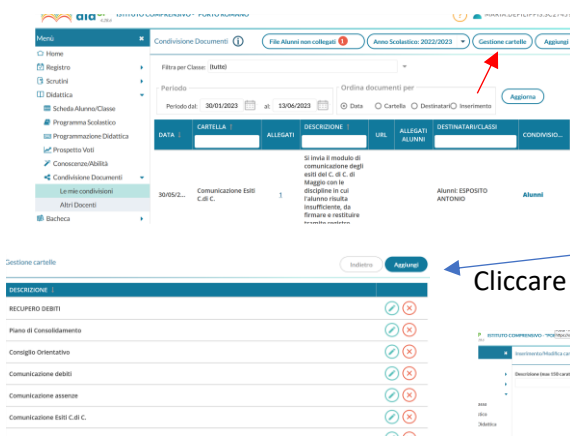 ISTITUTO COMPRENSIVO "PORTO ROMANO"
Menù
Condivisione Documenti
File Alunni non collegati 1
Anno Scolastico: 2022/2023
Gestione cartelle
Aggiungi
Home
Registro
Scrutini
Didattica
Scheda Alunno/Classe
Programma Scolastico
Programmazione Didattica
Prospetto Voti
Conoscenze/Abilità
Condivisione Documenti
Le mie condivisioni
Altri Docenti
Bacheca
Filtra per Classe: (tutte)
Periodo
Periodo dal: 30/01/2023 al: 13/06/2023
Ordina documenti per
Data Cartella Destinatari Inserimento
Aggiorna
DATA CARTELLA ALLEGATI DESCRIZIONE URL ALLEGATI ALUNNI DESTINATARI/CLASSI CONDIVISIO...
30/05/2... Comunicazione Esiti C.di C. 1
Si invia il modulo di
comunicazione degli
esiti del C. di C. di
Maggio con le
discipline in cui
l'alunno risulta
insufficiente, da
firmare e restituire
tramite registro
Alunni: ESPOSITO ANTONIO
Alunni
Gestione cartelle
Indietro
Aggiungi
Cliccare
DESCRIZIONE
RECUPERO DEBITI
Piano di Consolidamento
Consiglio Orientativo
Comunicazione debiti
Comunicazione assenze
Comunicazione Esiti C.di C.
ISTITUTO COMPRENSIVO
Inserimento/Modifica car
Descrizione (max 150 carat